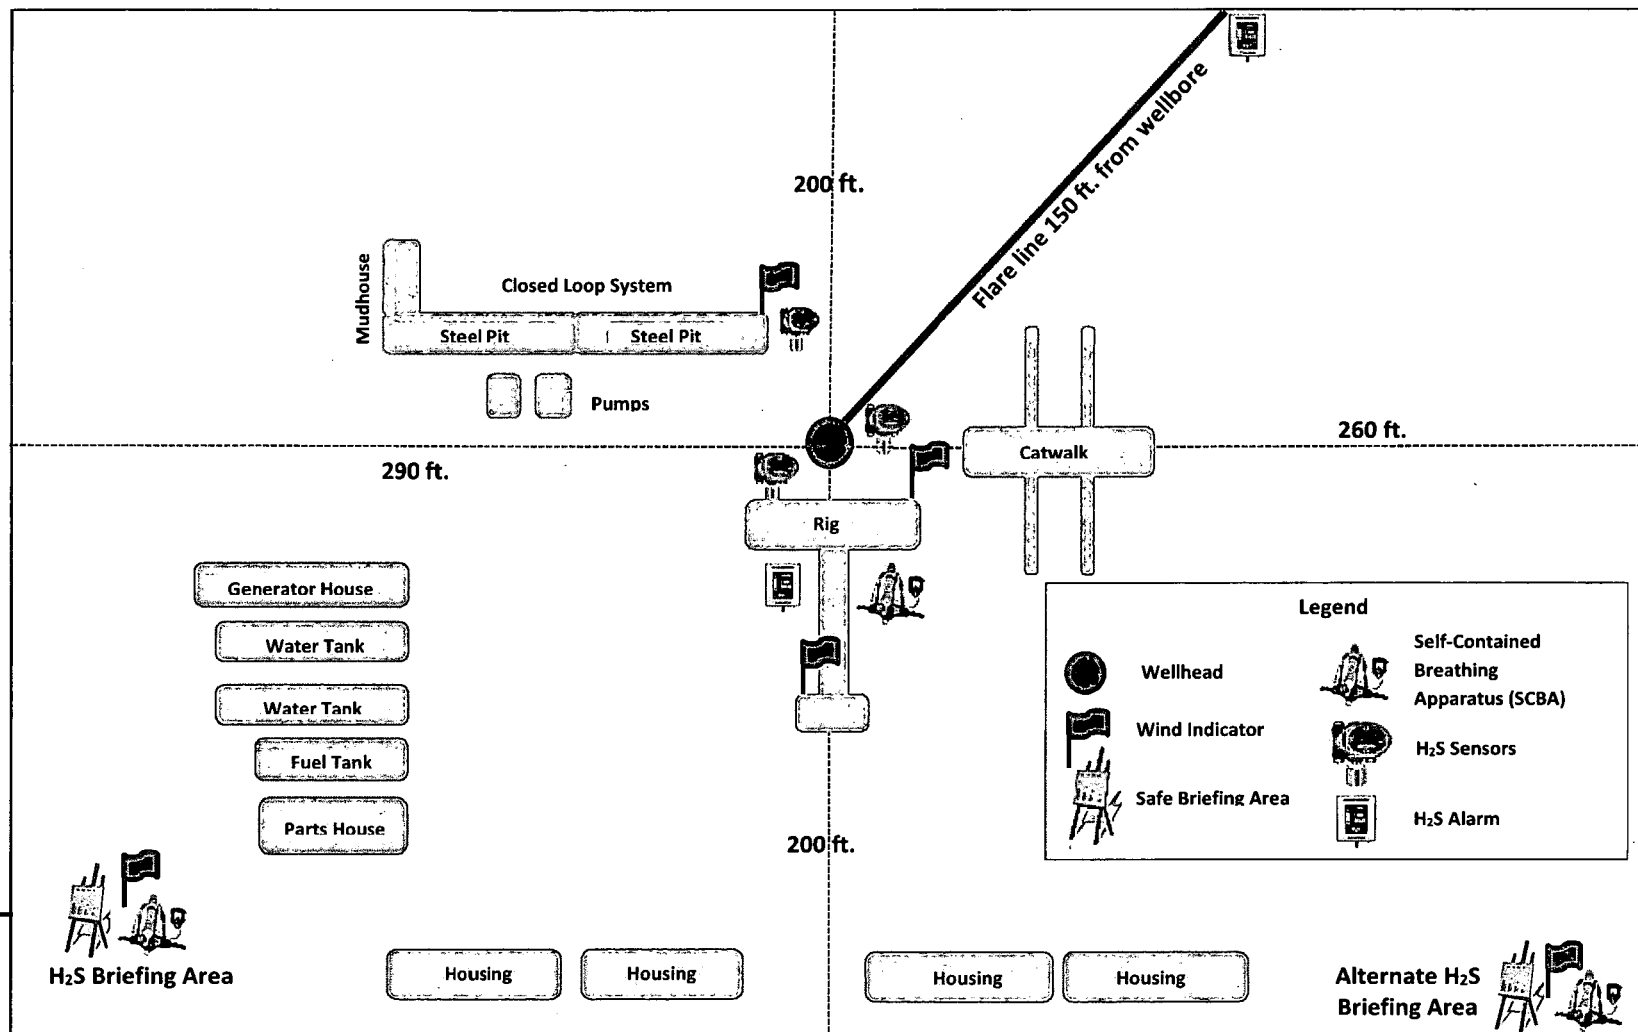 200 ft.
Flare line 150 ft. from wellbore
Mudhouse
Closed Loop System
Steel Pit
Steel Pit
Pumps
260 ft.
Catwalk
290 ft.
Rig
Generator House
Water Tank
Water Tank
Fuel Tank
Parts House
Legend
Wellhead
Self-Contained
Breathing
Apparatus (SCBA)
Wind Indicator
H₂S Sensors
Safe Briefing Area
H₂S Alarm
200 ft.
H₂S Briefing Area
Housing
Housing
Housing
Housing
Alternate H₂S
Briefing Area